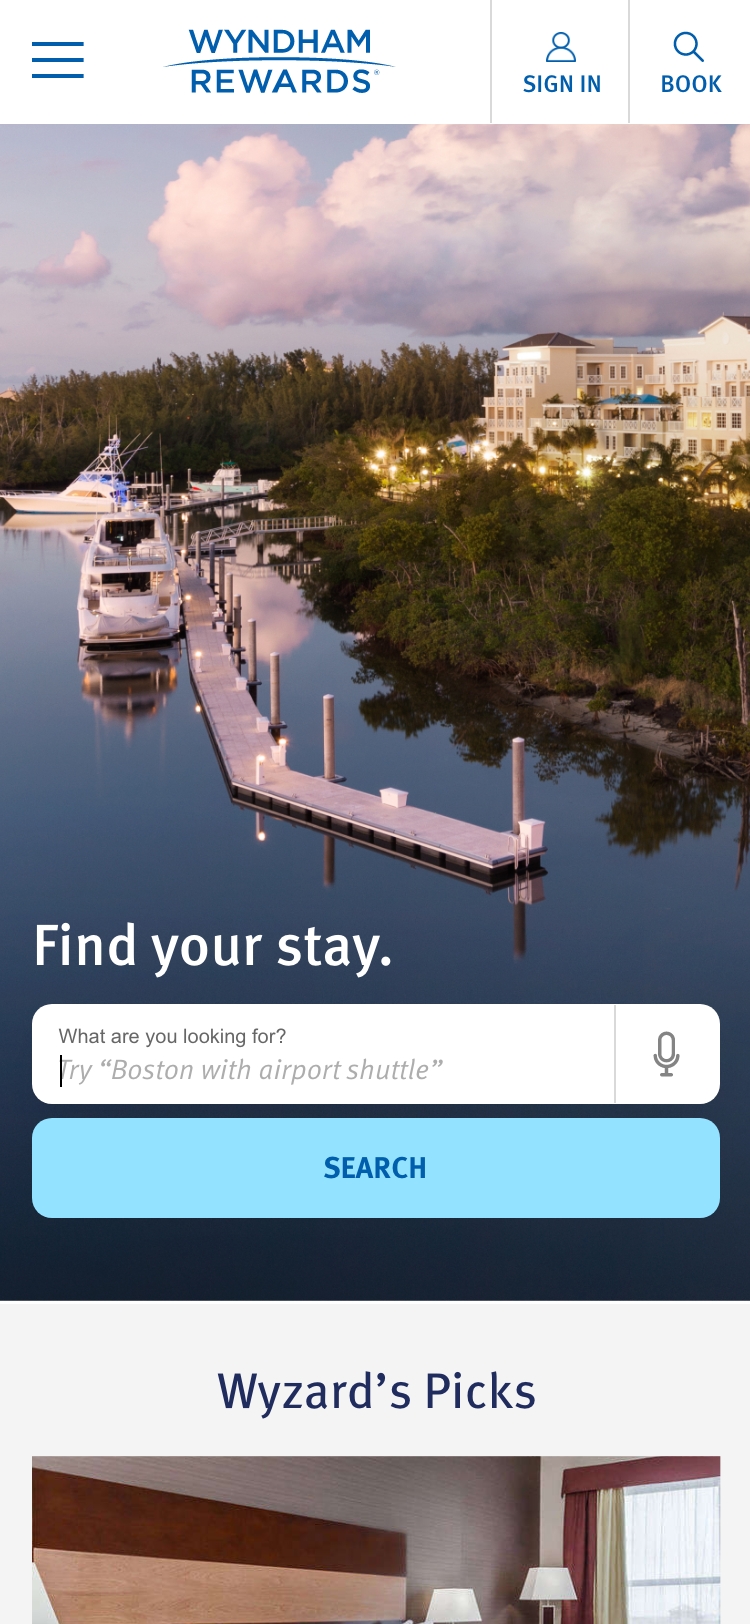 WYNDHAM
REWARDS®
SIGN IN
BOOK
Find your stay.
What are you looking for?
Try “Boston with airport shuttle”
SEARCH
Wyzard’s Picks